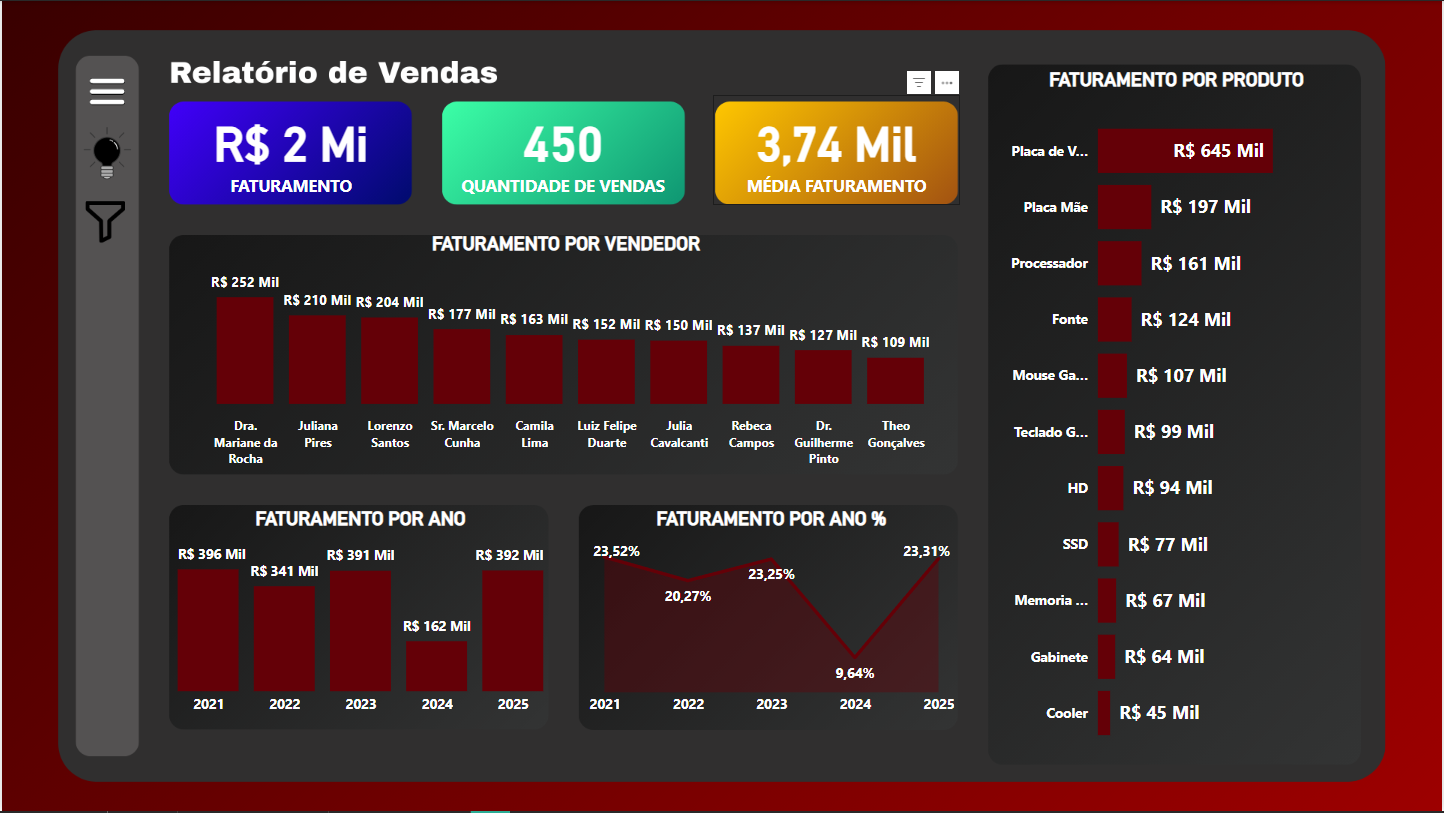 Relatório de Vendas
R$ 2 Mi
FATURAMENTO
450
QUANTIDADE DE VENDAS
3,74 Mil
MÉDIA FATURAMENTO
FATURAMENTO POR VENDEDOR
R$ 252 Mil
R$ 210 Mil
R$ 204 Mil
R$ 177 Mil
R$ 163 Mil
R$ 152 Mil
R$ 150 Mil
R$ 137 Mil
R$ 127 Mil
R$ 109 Mil
Dra.
Mariane da
Rocha
Juliana
Pires
Lorenzo
Santos
Sr. Marcelo
Cunha
Camila
Lima
Luiz Felipe
Duarte
Julia
Cavalcanti
Rebeca
Campos
Dr.
Guilherme
Pinto
Theo
Gonçalves
FATURAMENTO POR ANO
R$ 396 Mil
R$ 341 Mil
R$ 391 Mil
R$ 162 Mil
R$ 392 Mil
2021
2022
2023
2024
2025
FATURAMENTO POR ANO %
23,52%
20,27%
23,25%
9,64%
23,31%
2021
2022
2023
2024
2025
FATURAMENTO POR PRODUTO
Placa de V... R$ 645 Mil
Placa Mãe R$ 197 Mil
Processador R$ 161 Mil
Fonte R$ 124 Mil
Mouse Ga... R$ 107 Mil
Teclado G... R$ 99 Mil
HD R$ 94 Mil
SSD R$ 77 Mil
Memoria ... R$ 67 Mil
Gabinete R$ 64 Mil
Cooler R$ 45 Mil